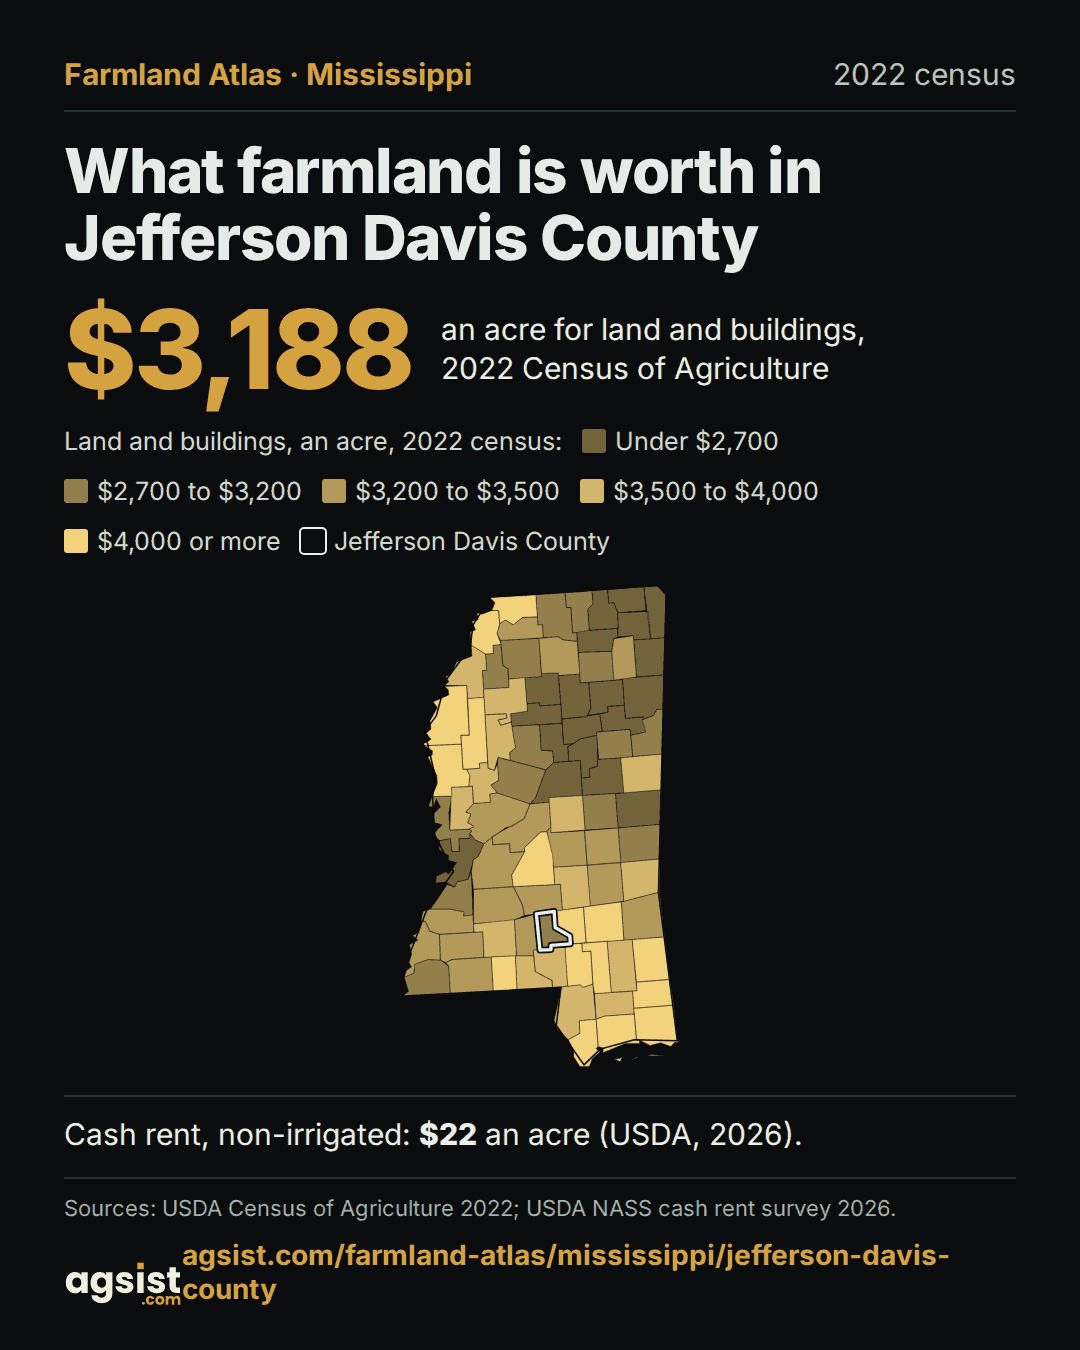 Farmland Atlas · Mississippi
2022 census
What farmland is worth in
Jefferson Davis County
$3,188
an acre for land and buildings,
2022 Census of Agriculture
Land and buildings, an acre, 2022 census: Under $2,700
$2,700 to $3,200 $3,200 to $3,500 $3,500 to $4,000
$4,000 or more Jefferson Davis County
Cash rent, non-irrigated: $22 an acre (USDA, 2026).
Sources: USDA Census of Agriculture 2022; USDA NASS cash rent survey 2026.
agsist.com
agsist.com/farmland-atlas/mississippi/jefferson-davis-
county